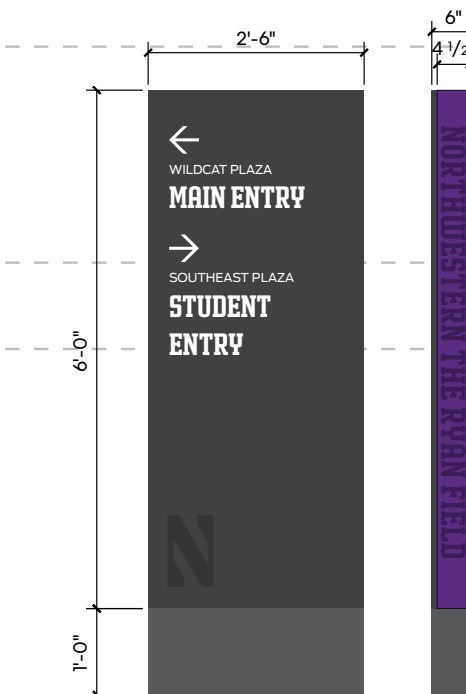 2'-6"
6"
4 1/2
WILDCAT PLAZA
MAIN ENTRY
SOUTHEAST PLAZA
STUDENT
ENTRY
6'-0"
N
1'-0"
NORTHWESTERN THE RYAN FIELD